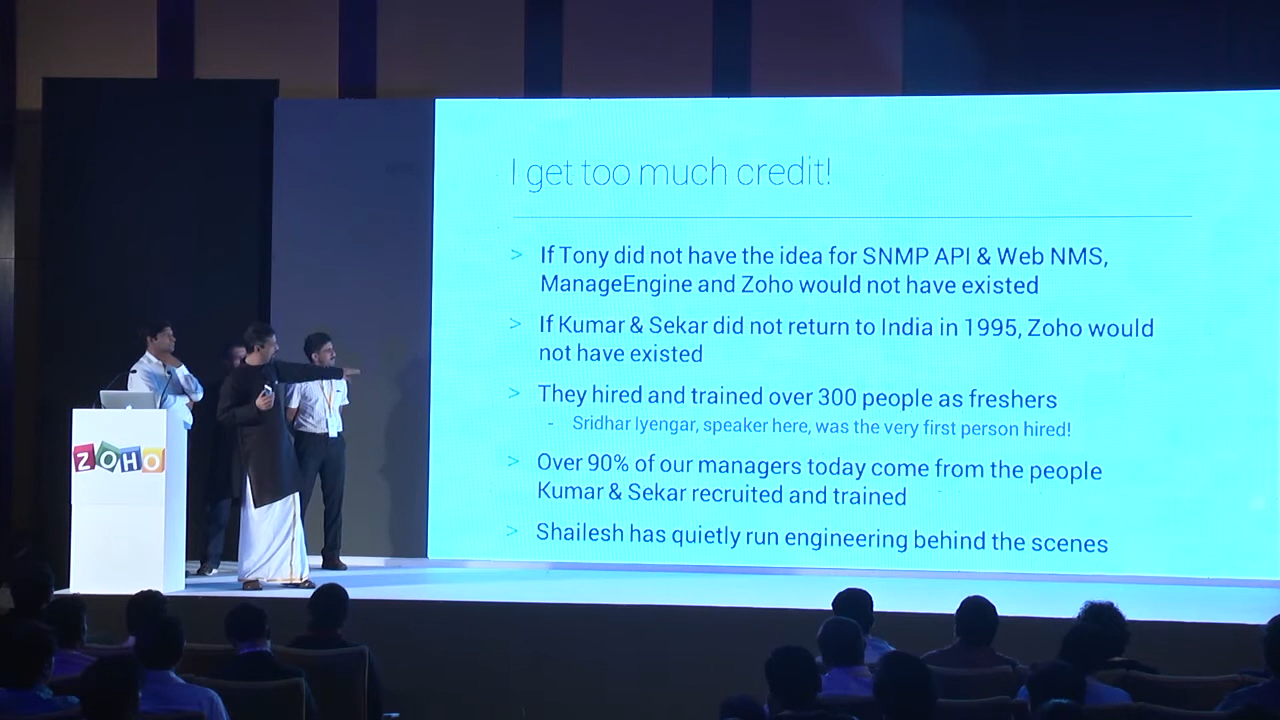 I get too much credit!
> If Tony did not have the idea for SNMP API & Web NMS,
ManageEngine and Zoho would not have existed
> If Kumar & Sekar did not return to India in 1995, Zoho would
not have existed
> They hired and trained over 300 people as freshers
- Sridhar Iyengar, speaker here, was the very first person hired!
> Over 90% of our managers today come from the people
Kumar & Sekar recruited and trained
> Shailesh has quietly run engineering behind the scenes
ZOHO